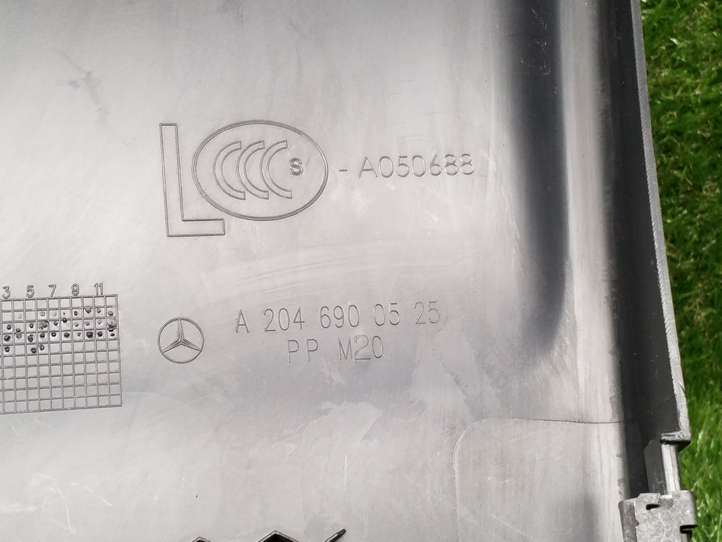 L CCC S - A050688
3 5 7 9 11
A 204 690 05 25
PP M20